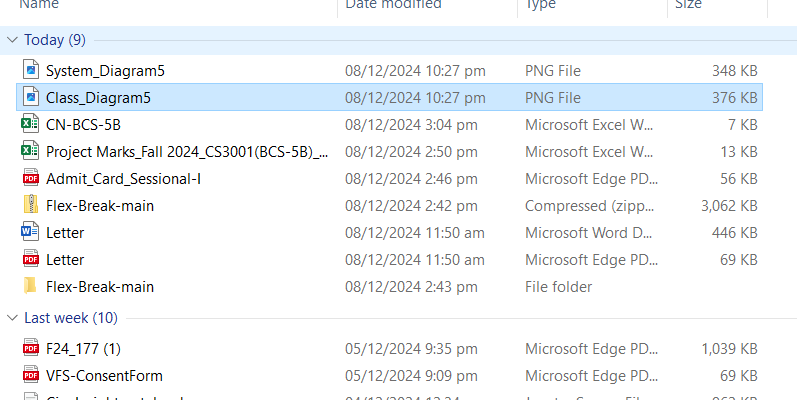 Name Date modified Type Size
Today (9)
System_Diagram5 08/12/2024 10:27 pm PNG File 348 KB
Class_Diagram5 08/12/2024 10:27 pm PNG File 376 KB
CN-BCS-5B 08/12/2024 3:04 pm Microsoft Excel W... 7 KB
Project Marks_Fall 2024_CS3001(BCS-5B)_... 08/12/2024 2:50 pm Microsoft Excel W... 13 KB
Admit_Card_Sessional-I 08/12/2024 2:46 pm Microsoft Edge PD... 56 KB
Flex-Break-main 08/12/2024 2:42 pm Compressed (zipp... 3,062 KB
Letter 08/12/2024 11:50 am Microsoft Word D... 446 KB
Letter 08/12/2024 11:50 am Microsoft Edge PD... 69 KB
Flex-Break-main 08/12/2024 2:43 pm File folder
Last week (10)
F24_177 (1) 05/12/2024 9:35 pm Microsoft Edge PD... 1,039 KB
VFS-ConsentForm 05/12/2024 9:09 pm Microsoft Edge PD... 69 KB